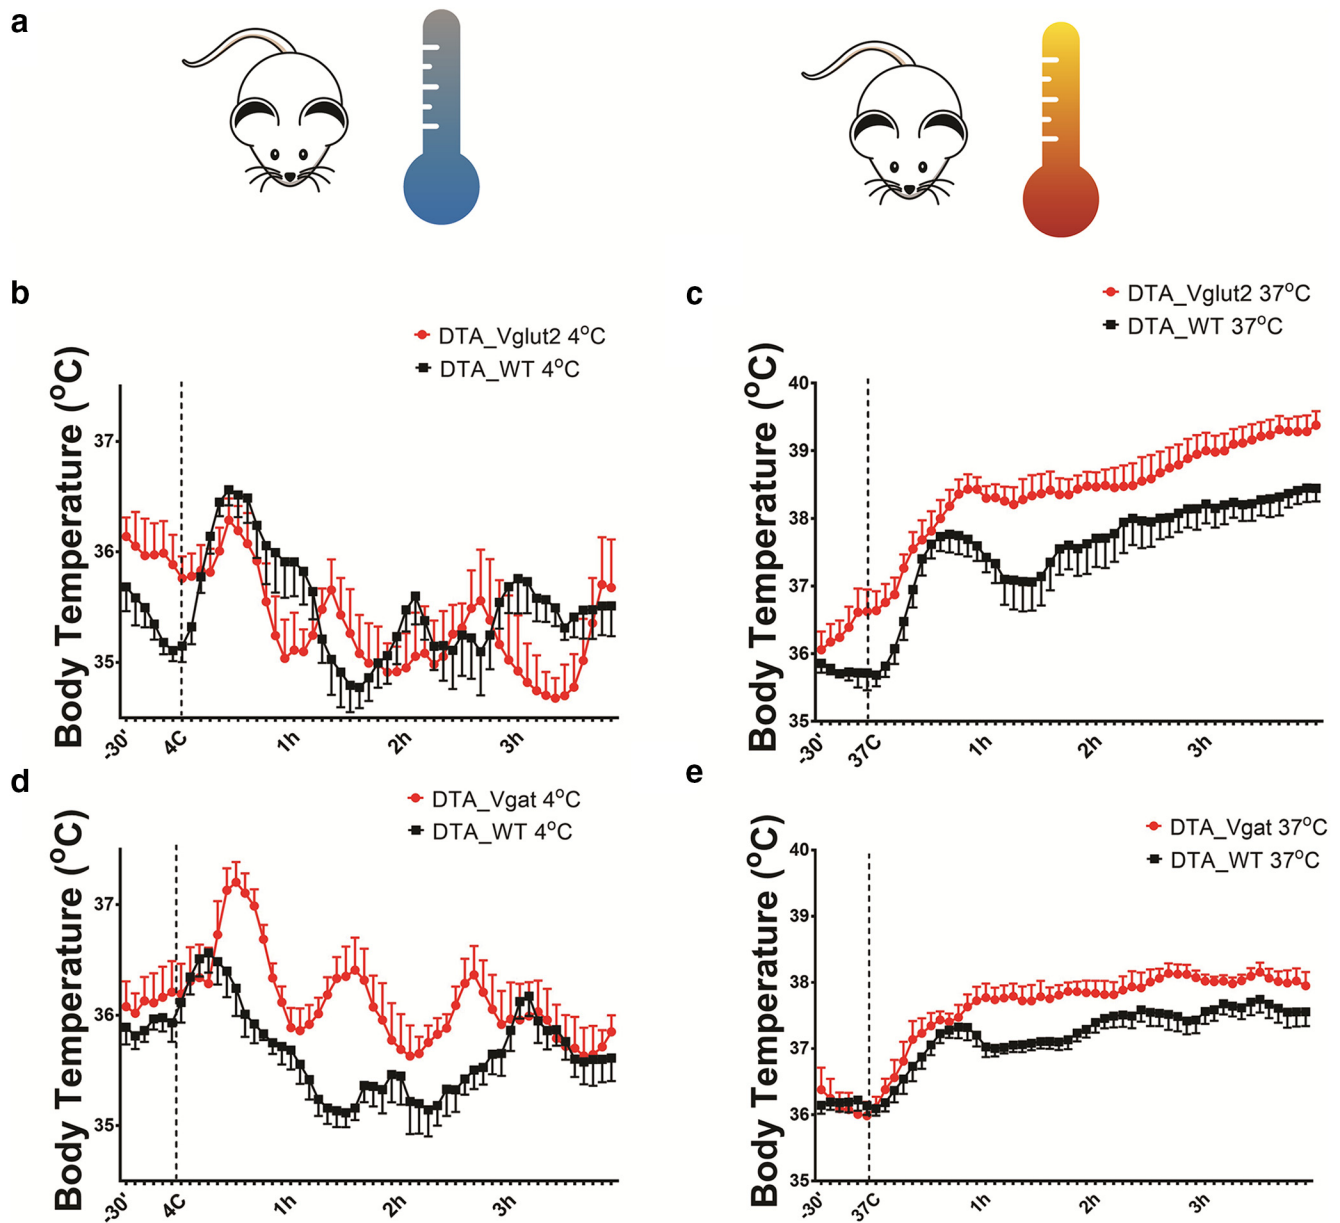 a
b
DTA_Vglut2 4°C
DTA_WT 4°C
Body Temperature (°C)
37
36
35
-30'
4C
1h
2h
3h
c
DTA_Vglut2 37°C
DTA_WT 37°C
Body Temperature (°C)
40
39
38
37
36
35
-30'
37C
1h
2h
3h
d
DTA_Vgat 4°C
DTA_WT 4°C
Body Temperature (°C)
37
36
35
-30'
4C
1h
2h
3h
e
DTA_Vgat 37°C
DTA_WT 37°C
Body Temperature (°C)
40
39
38
37
36
35
-30'
37C
1h
2h
3h